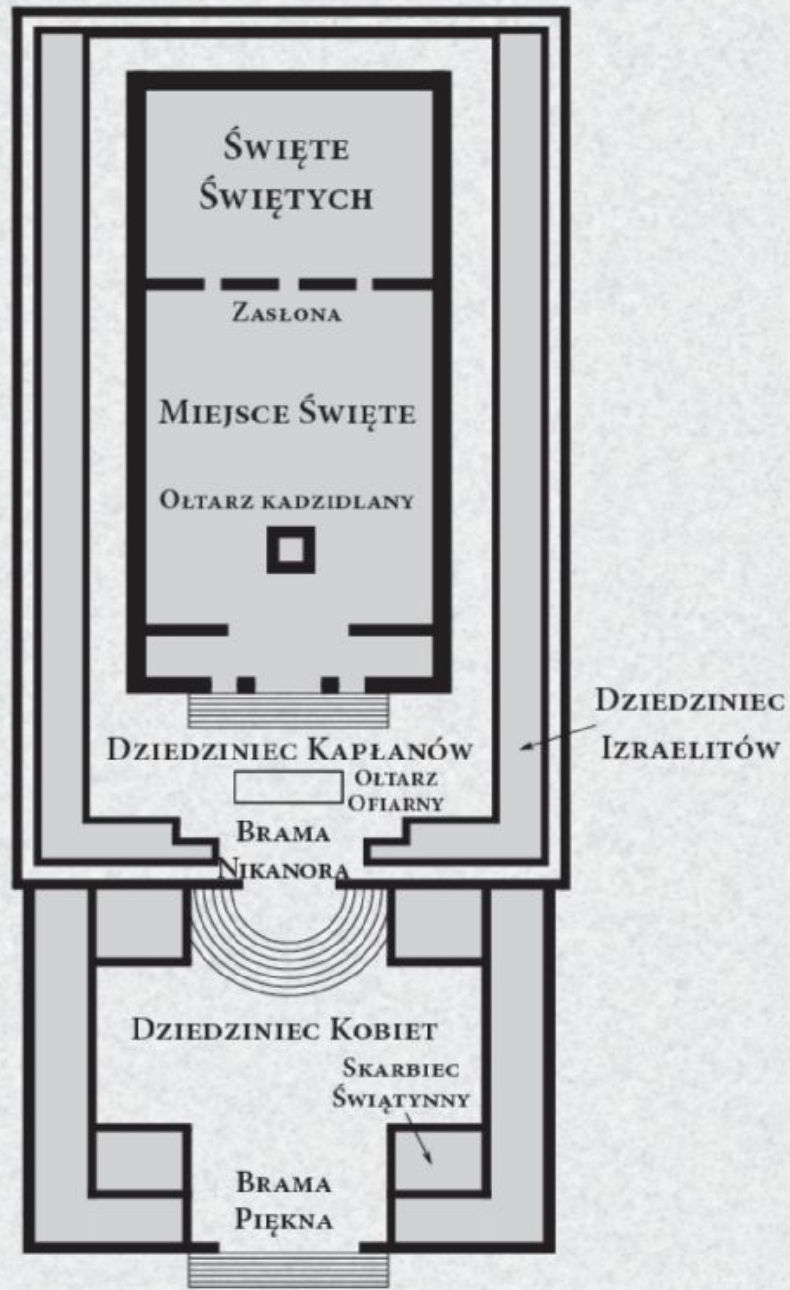 Święte
Świętych
Zasłona
Miejsce Święte
Ołtarz kadzidlany
Dziedziniec
Izraelitów
Dziedziniec Kapłanów
Ołtarz
Ofiarny
Brama
Nikanora
Dziedziniec Kobiet
Skarbiec
Świątynny
Brama
Piękna